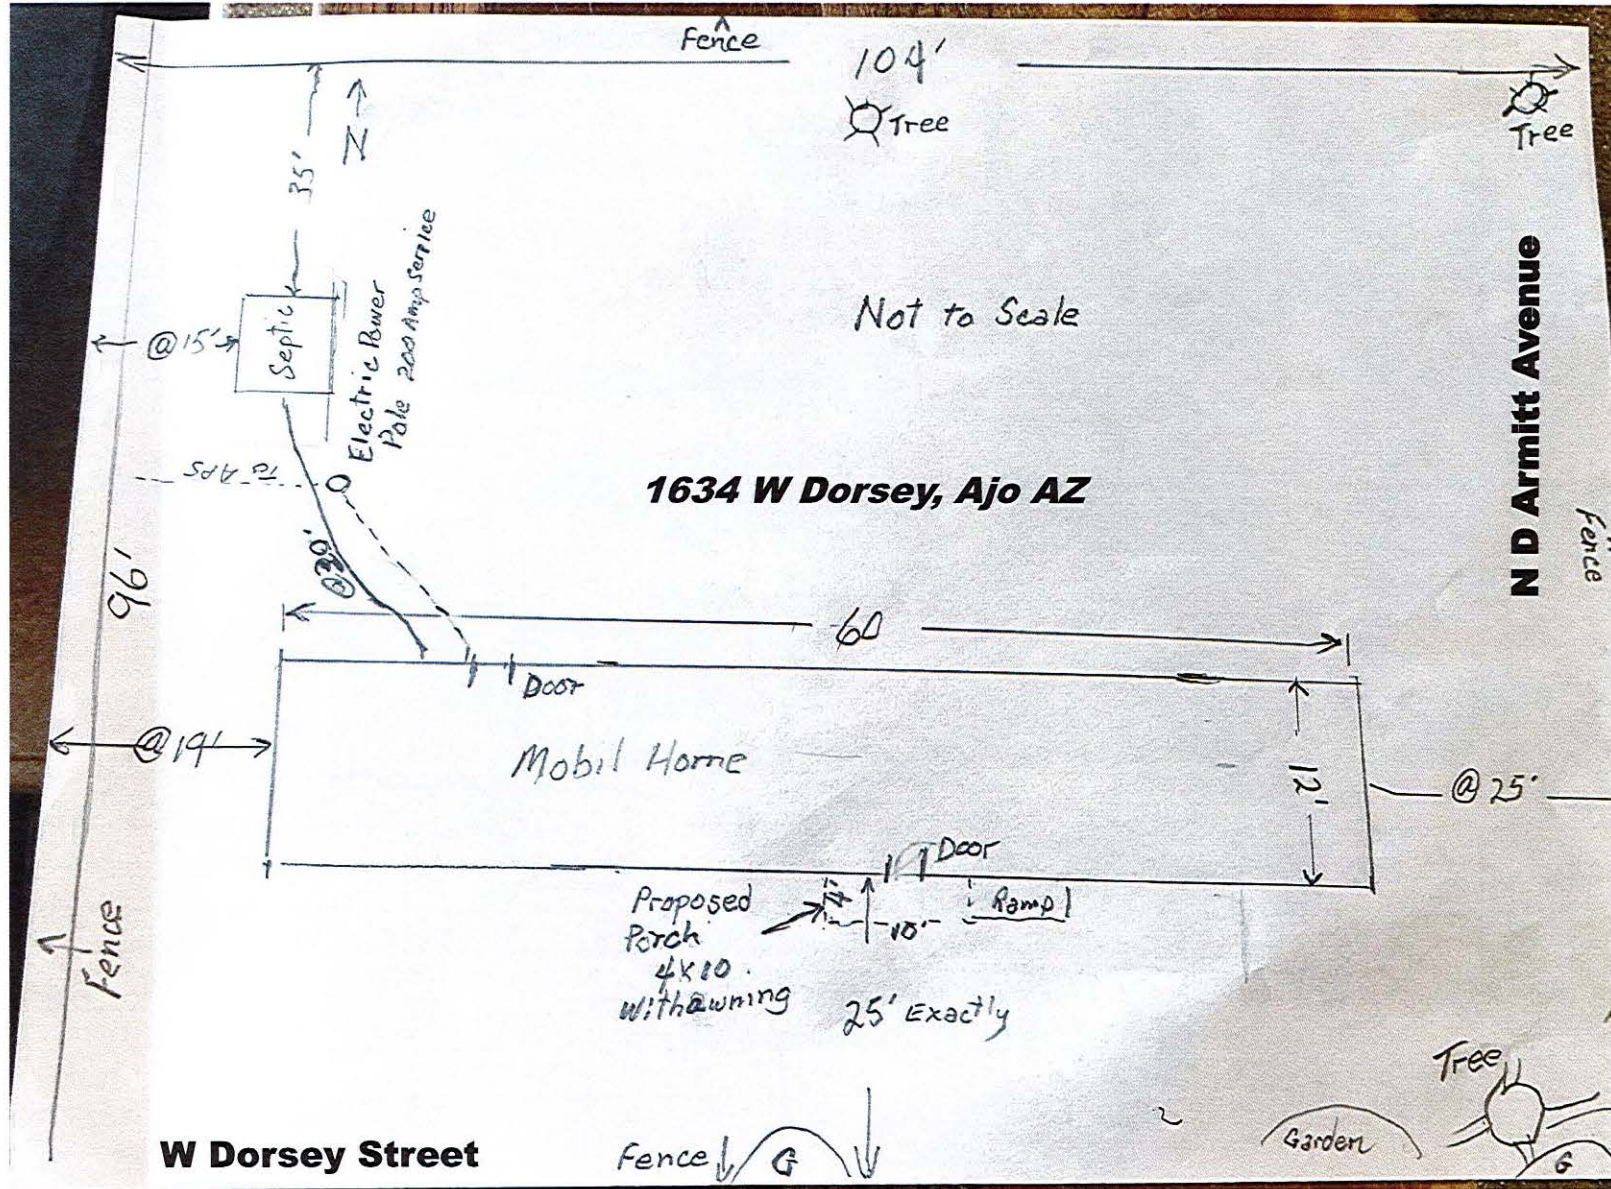 Fence
104'
Tree
Tree
N
35'
Septic
@ 15'
Electric Power
Pole 200 Amp Service
Not to Scale
N D Armitt Avenue
Fence
To APS
1634 W Dorsey, Ajo AZ
96'
@30'
60
Door
@ 19'
Mobil Home
12'
@ 25'
Door
Proposed
Porch
4x10
With awning
4'
10'
Ramp
25' Exactly
Fence
Tree
W Dorsey Street
Fence
G
Garden
G